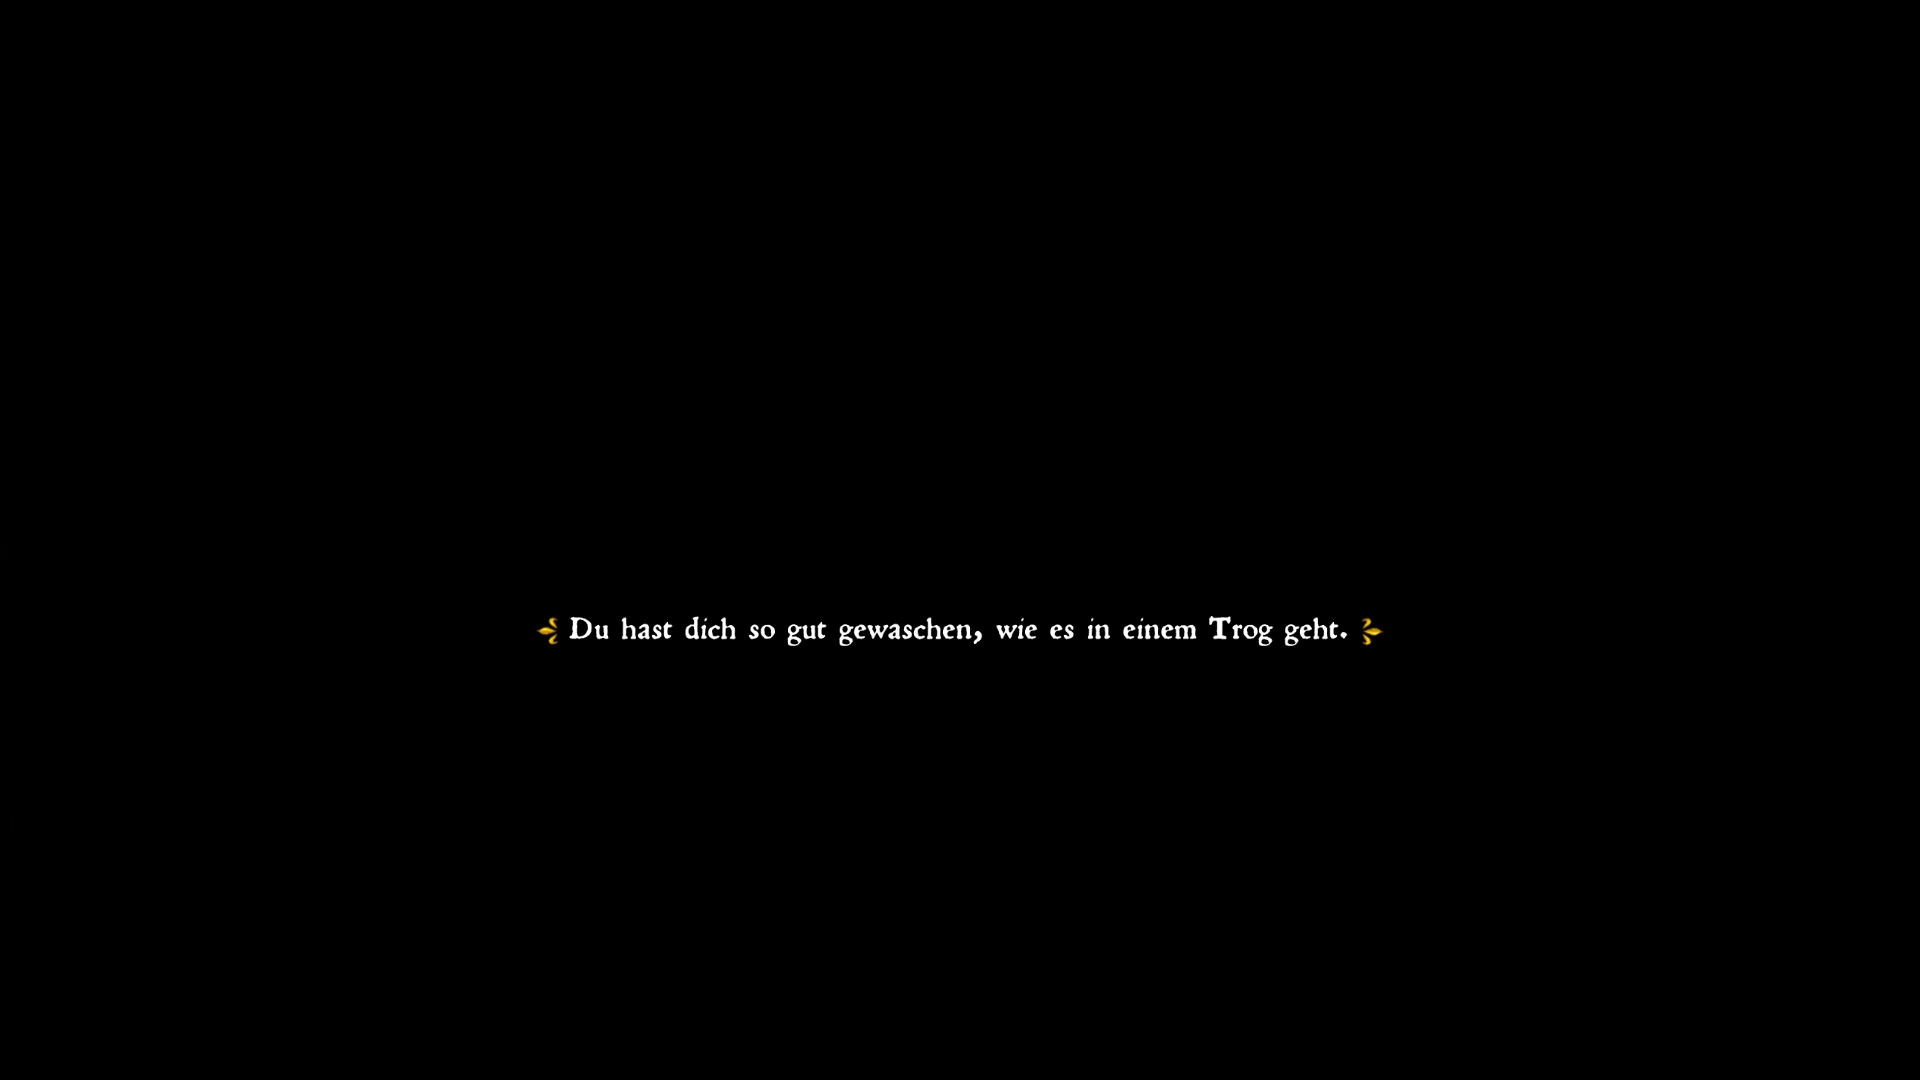 Du hast dich so gut gewaschen, wie es in einem Trog geht.